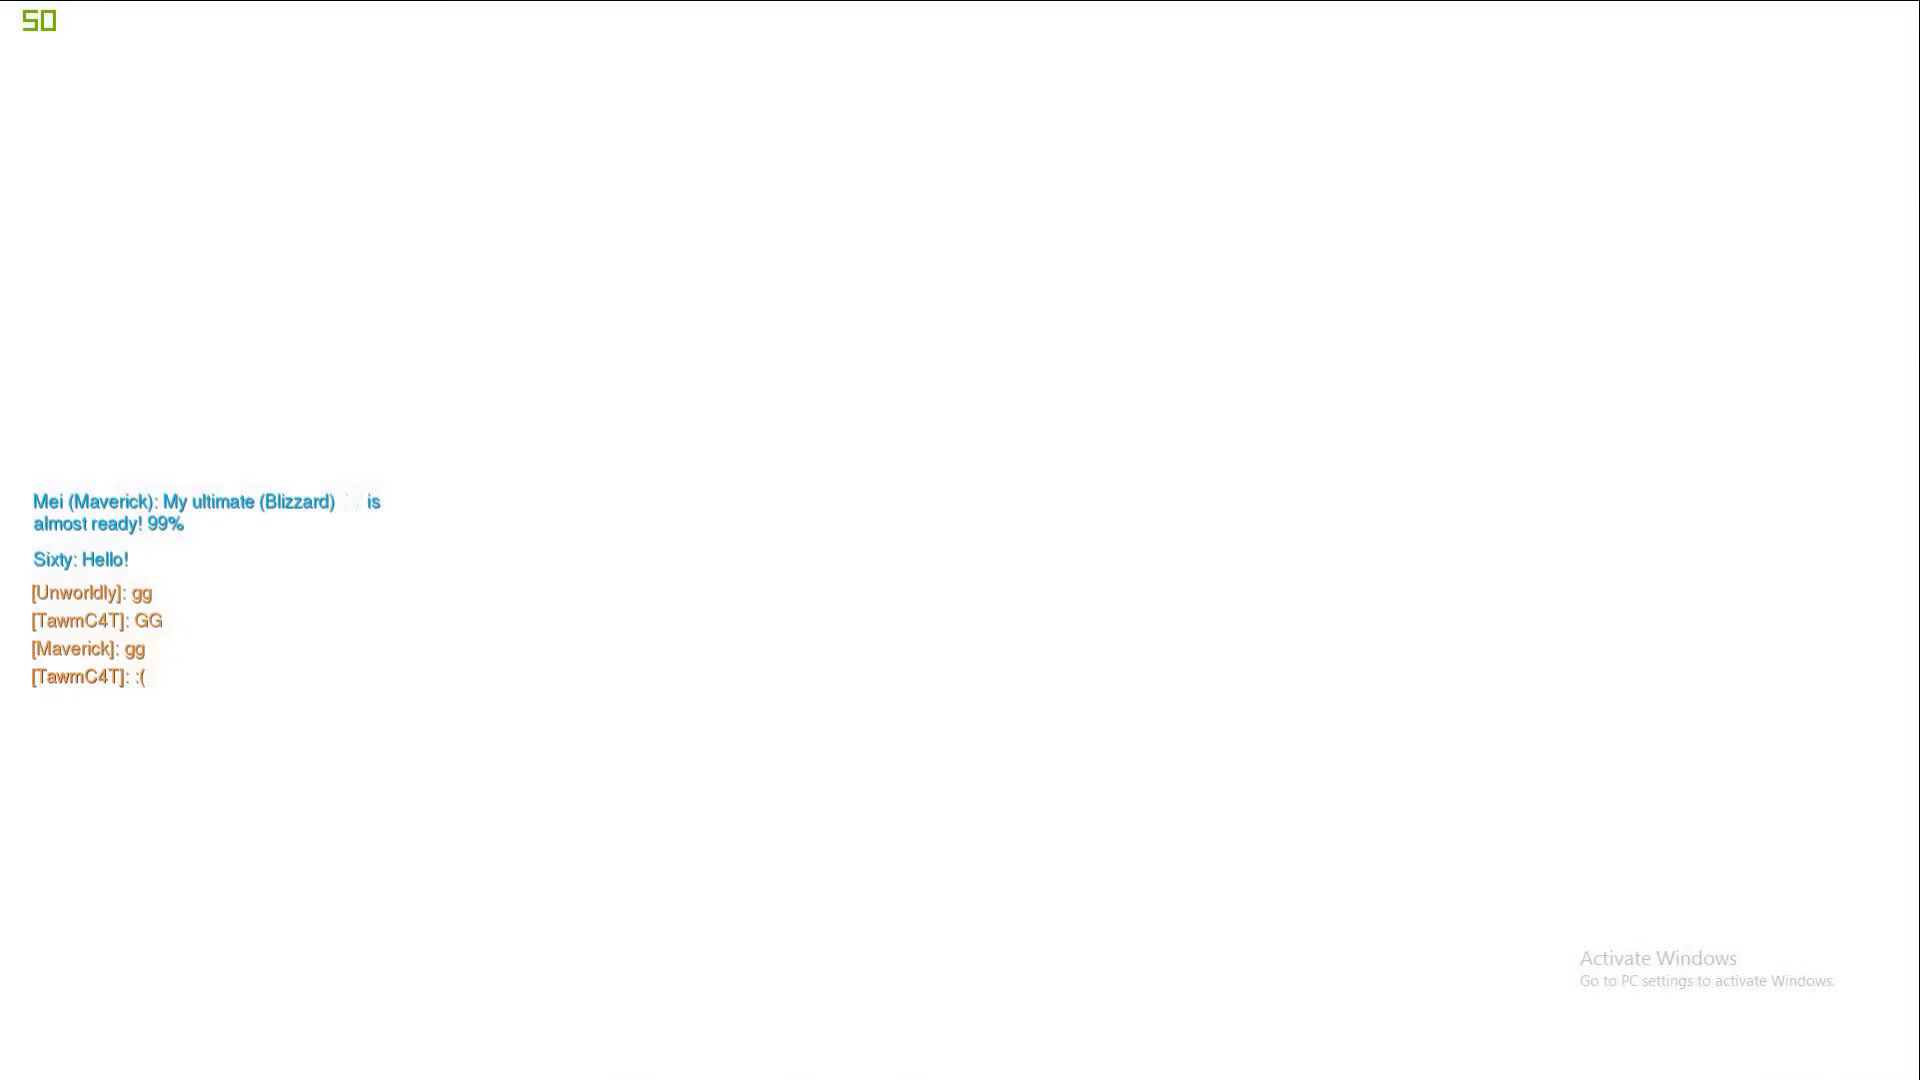 50
Mei (Maverick): My ultimate (Blizzard) is
almost ready! 99%
Sixty: Hello!
[Unworldly]: gg
[TawmC4T]: GG
[Maverick]: gg
[TawmC4T]: :(
Activate Windows
Go to PC settings to activate Windows.